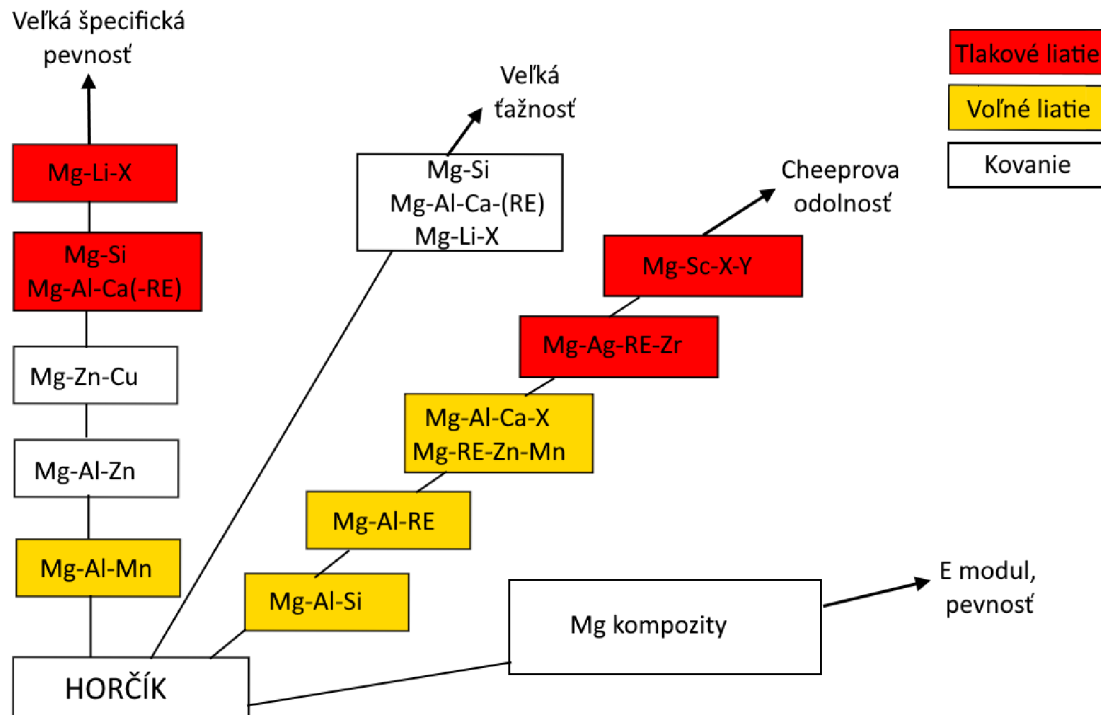 Veľká špecifická
pevnosť
Mg-Li-X
Mg-Si
Mg-Al-Ca(-RE)
Mg-Zn-Cu
Mg-Al-Zn
Mg-Al-Mn
HORČÍK
Veľká
ťažnosť
Mg-Si
Mg-Al-Ca-(RE)
Mg-Li-X
Cheeprova
odolnosť
Mg-Sc-X-Y
Mg-Ag-RE-Zr
Mg-Al-Ca-X
Mg-RE-Zn-Mn
Mg-Al-RE
Mg-Al-Si
E modul,
pevnosť
Mg kompozity
Tlakové liatie
Voľné liatie
Kovanie